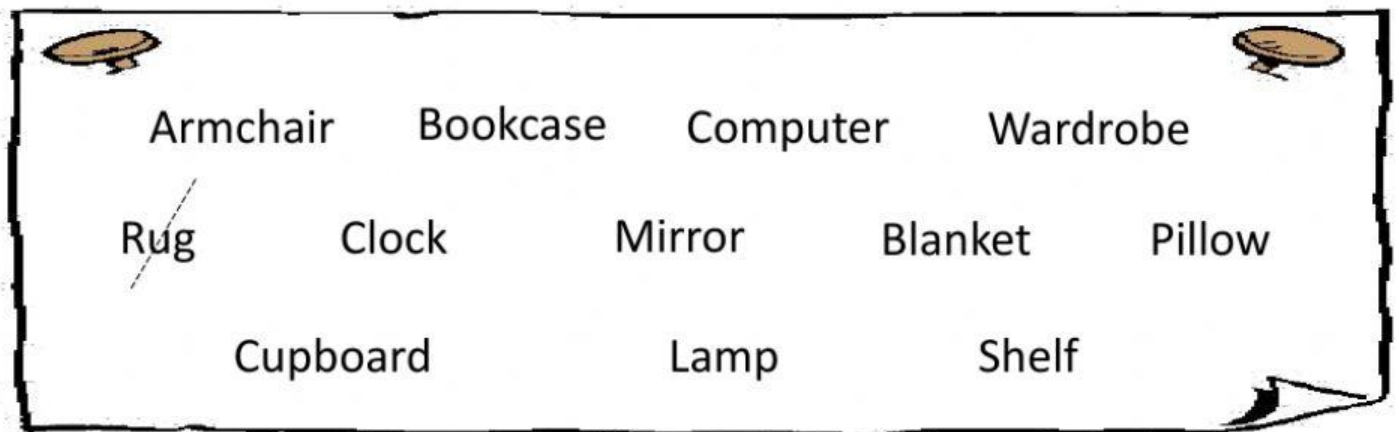 Armchair Bookcase Computer Wardrobe
Rug Clock Mirror Blanket Pillow
Cupboard Lamp Shelf